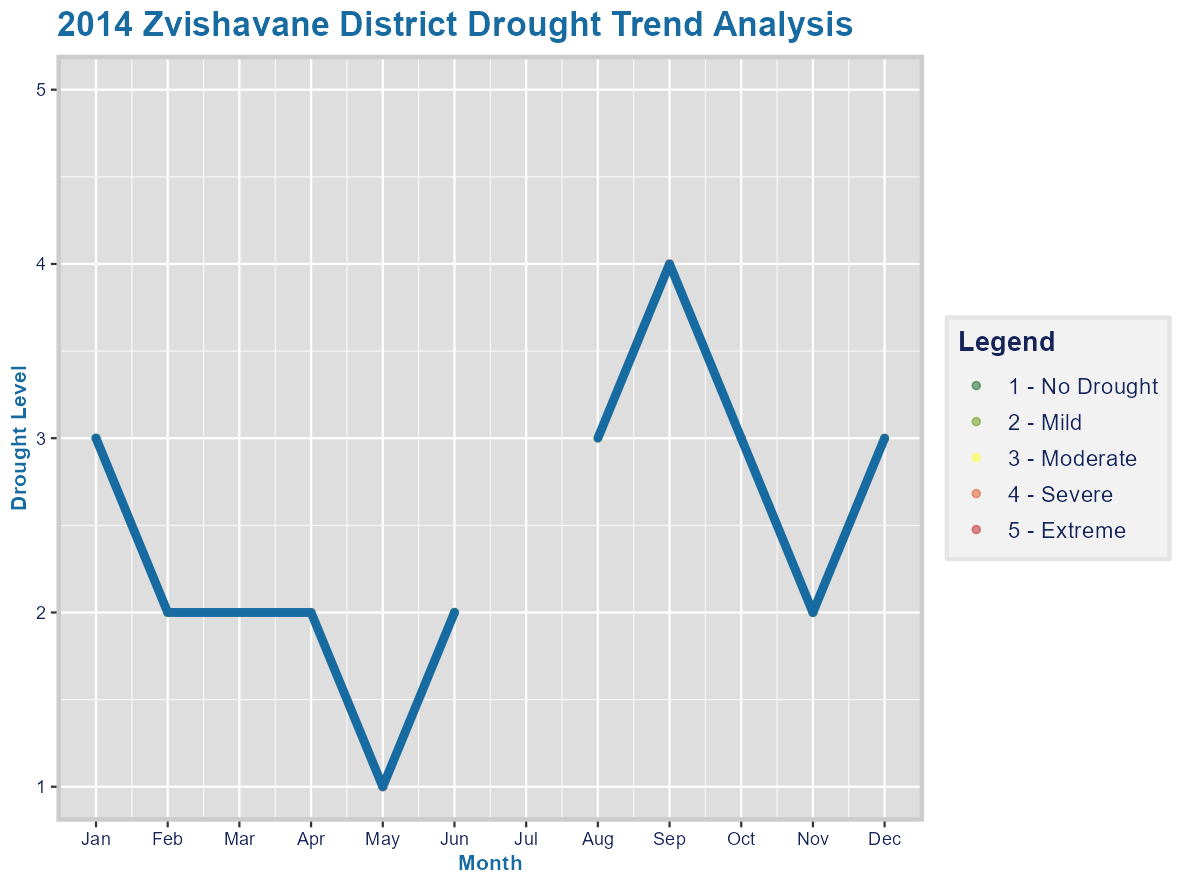 2014 Zvishavane District Drought Trend Analysis
Drought Level
5
4
3
2
1
Jan Feb Mar Apr May Jun Jul Aug Sep Oct Nov Dec
Month
Legend
1 - No Drought
2 - Mild
3 - Moderate
4 - Severe
5 - Extreme